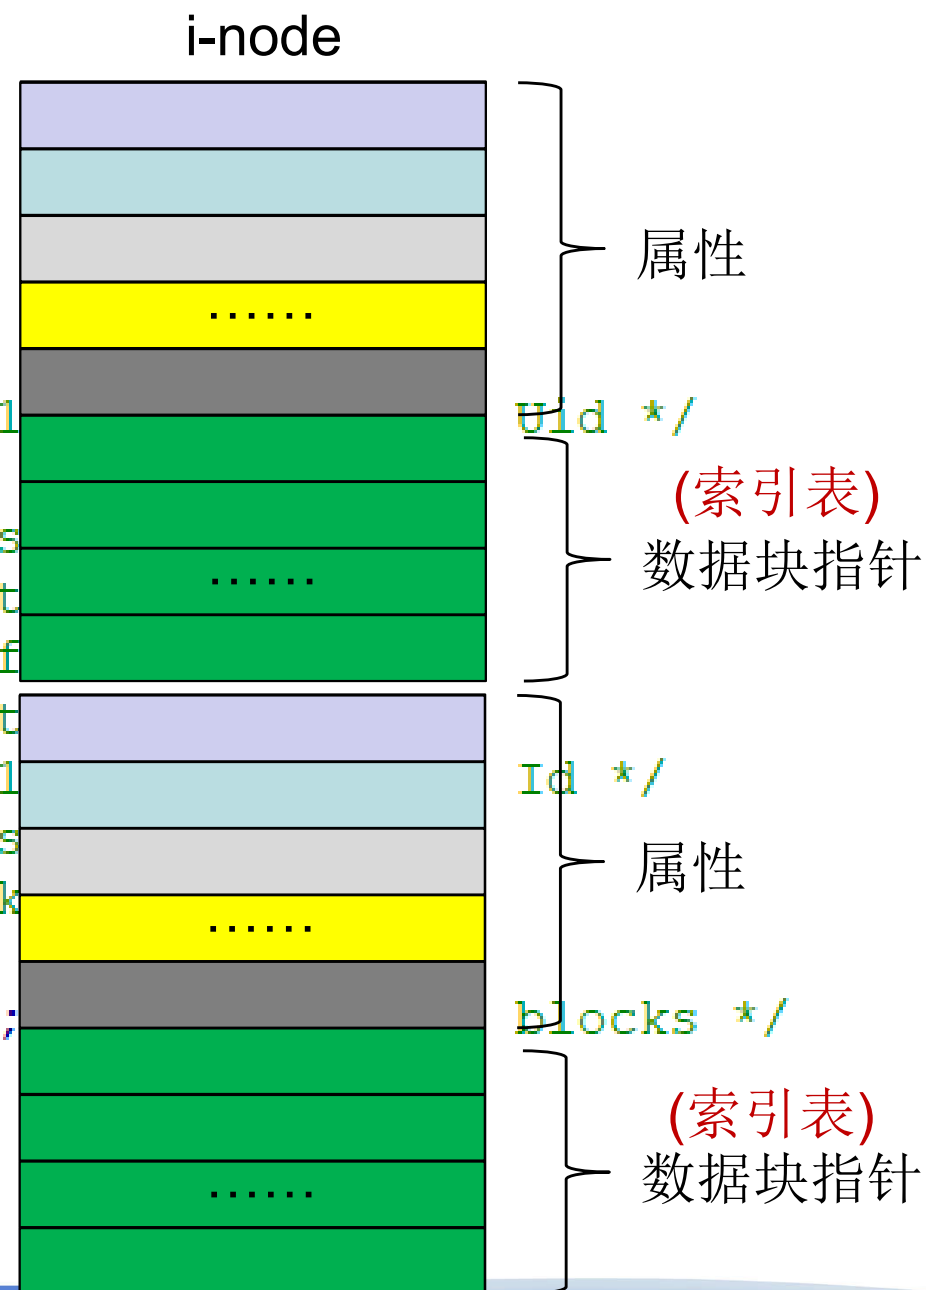 i-node
属性
......
l Uid */
(索引表)
s
数据块指针
......
t
f
t
l Id */
s
属性
k
......
; blocks */
(索引表)
数据块指针
......